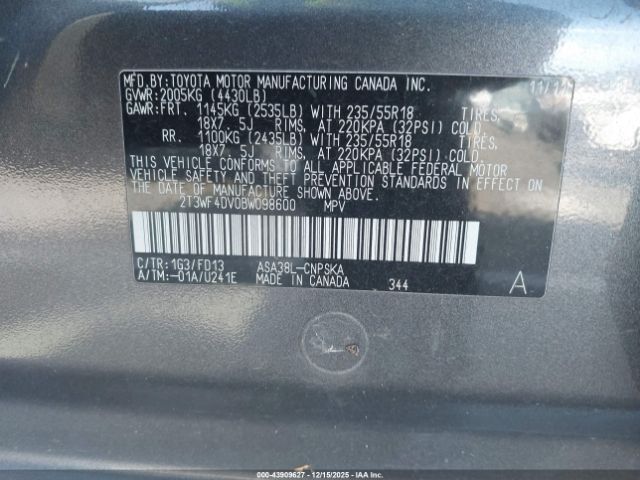 MFD.BY:TOYOTA MOTOR MANUFACTURING CANADA INC. 11/1
GVWR:2005KG (4430LB)
GAWR:FRT. 1145KG (2535LB) WITH 235/55R18 TIRES,
18X7. 5J RIMS, AT 220KPA (32PSI) COLD.
RR. 1100KG (2435LB) WITH 235/55R18 TIRES,
18X7. 5J RIMS, AT 220KPA (32PSI) COLD.
THIS VEHICLE CONFORMS TO ALL APPLICABLE FEDERAL MOTOR
VEHICLE SAFETY AND THEFT PREVENTION STANDARDS IN EFFECT
ON THE DATE OF MANUFACTURE SHOWN ABOVE.
2T3WF4DV0BW098600 MPV
C/TR:1G3/FD13 ASA38L-CNPSKA
A/TM:-01A/U241E MADE IN CANADA 344 A
000-43909627 - 12/15/2025 - COPYRIGHT IAA, INC.